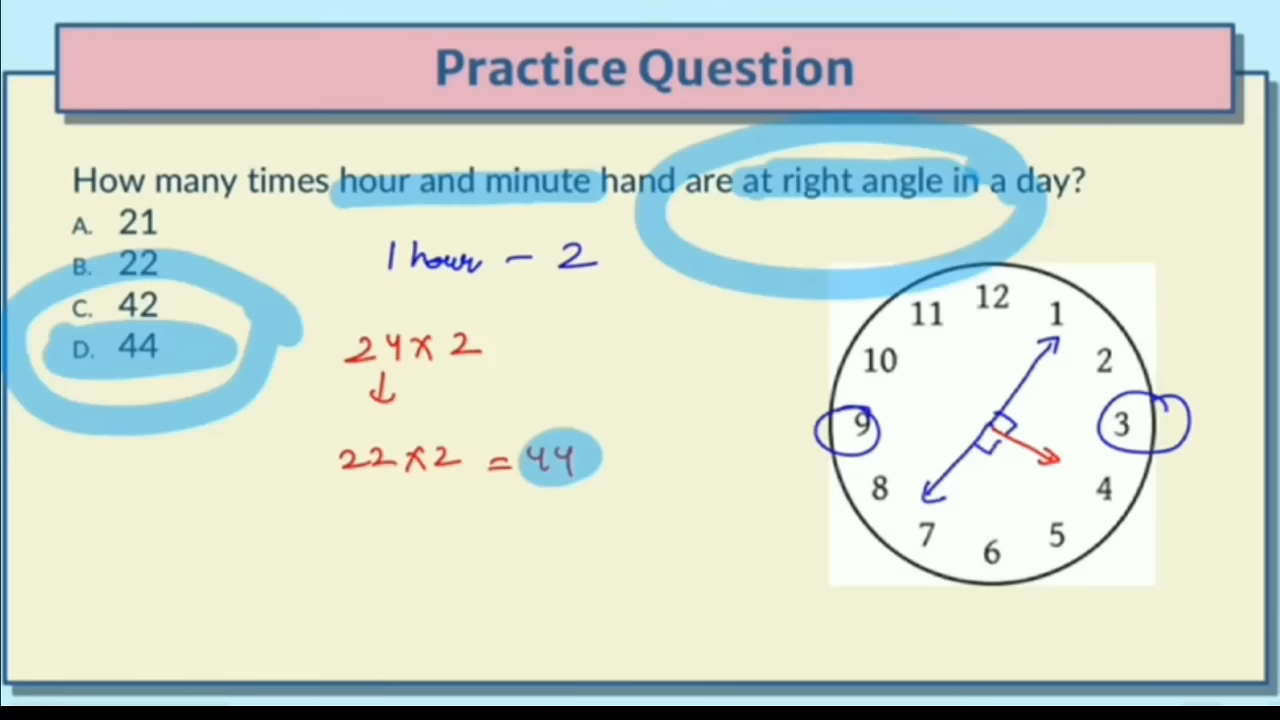 Practice Question
How many times hour and minute hand are at right angle in a day?
A. 21
B. 22
C. 42
D. 44
1 hour - 2
24 x 2
22 x 2 = 44
12
11 1
10 2
9 3
8 4
7 5
6